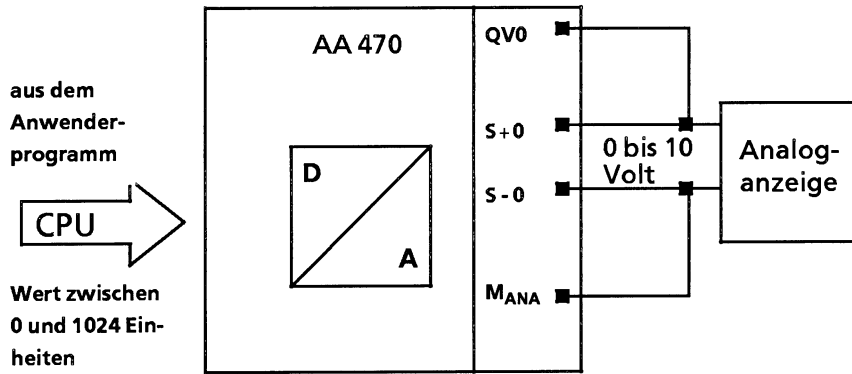 AA 470
QV0
S+0
S-0
M_ANA
aus dem
Anwender-
programm
CPU
Wert zwischen
0 und 1024 Ein-
heiten
D
A
0 bis 10
Volt
Analog-
anzeige